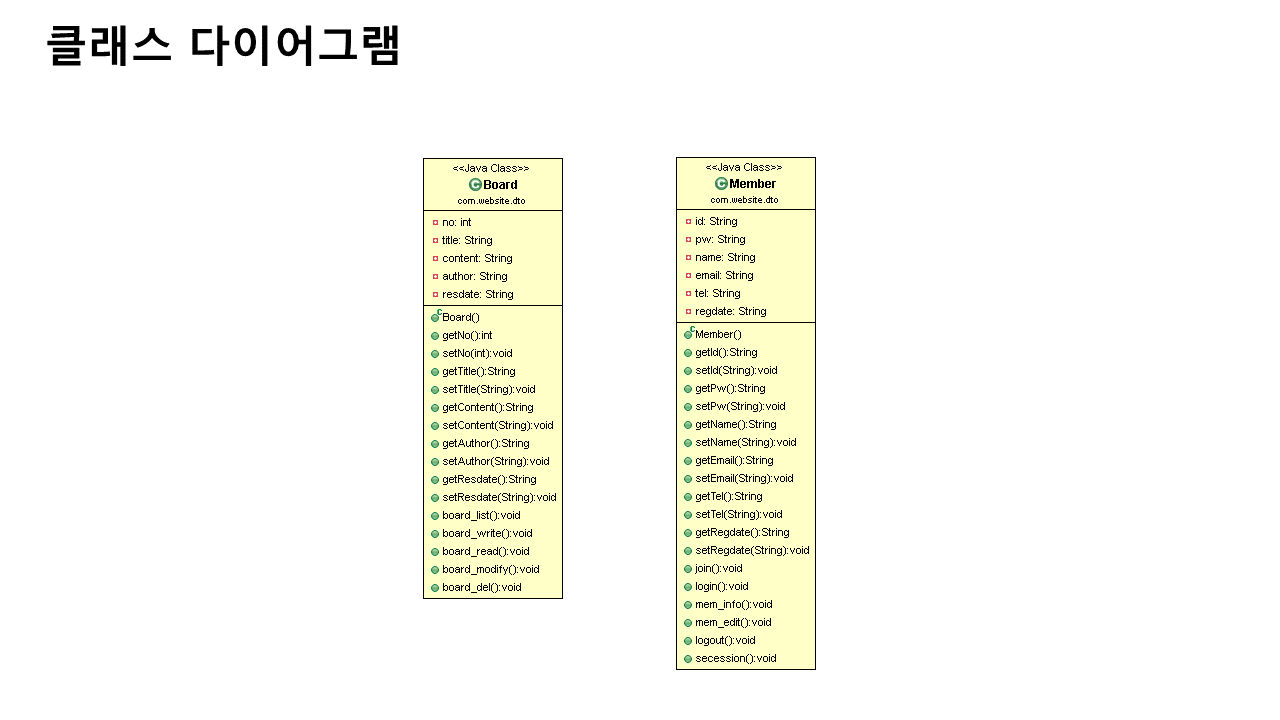 클래스 다이어그램
<<Java Class>>
Board
com.website.dto
no: int
title: String
content: String
author: String
resdate: String
Board()
getNo():int
setNo(int):void
getTitle():String
setTitle(String):void
getContent():String
setContent(String):void
getAuthor():String
setAuthor(String):void
getResdate():String
setResdate(String):void
board_list():void
board_write():void
board_read():void
board_modify():void
board_del():void
<<Java Class>>
Member
com.website.dto
id: String
pw: String
name: String
email: String
tel: String
regdate: String
Member()
getId():String
setId(String):void
getPw():String
setPw(String):void
getName():String
setName(String):void
getEmail():String
setEmail(String):void
getTel():String
setTel(String):void
getRegdate():String
setRegdate(String):void
join():void
login():void
mem_info():void
mem_edit():void
logout():void
secession():void